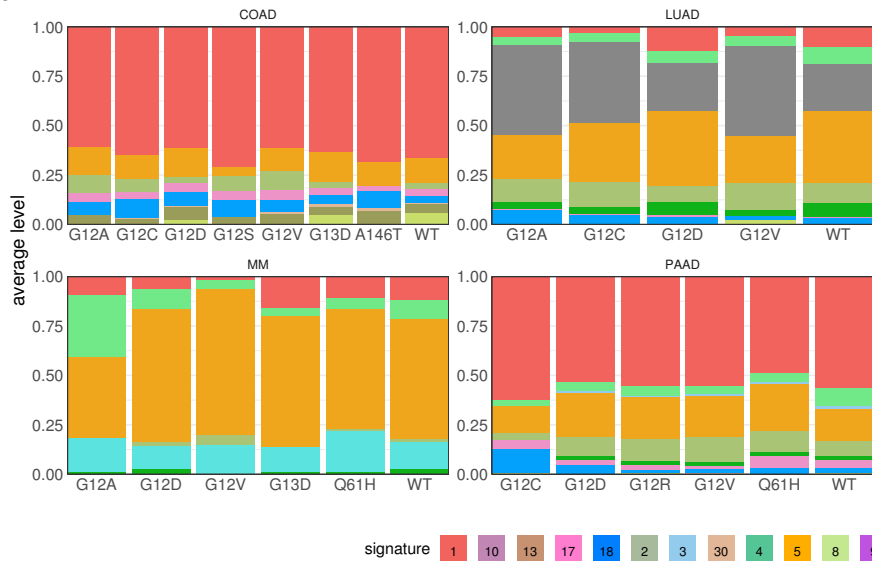 COAD
LUAD
1.00
0.75
0.50
0.25
0.00
G12A G12C G12D G12S G12V G13D A146T WT
1.00
0.75
0.50
0.25
0.00
G12A G12C G12D G12V WT
average level
MM
PAAD
1.00
0.75
0.50
0.25
0.00
G12A G12D G12V G13D Q61H WT
1.00
0.75
0.50
0.25
0.00
G12C G12D G12R G12V Q61H WT
signature 1 10 13 17 18 2 3 30 4 5 8